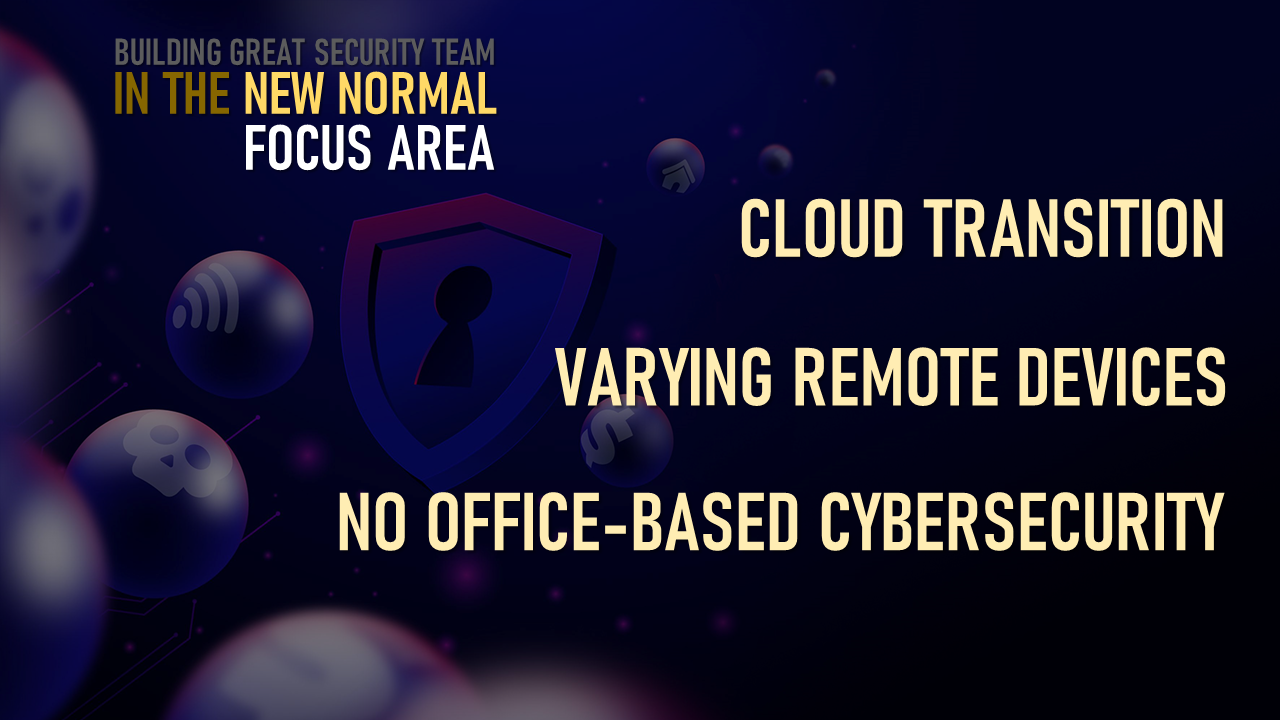 BUILDING GREAT SECURITY TEAM
IN THE NEW NORMAL
FOCUS AREA
CLOUD TRANSITION
VARYING REMOTE DEVICES
NO OFFICE-BASED CYBERSECURITY